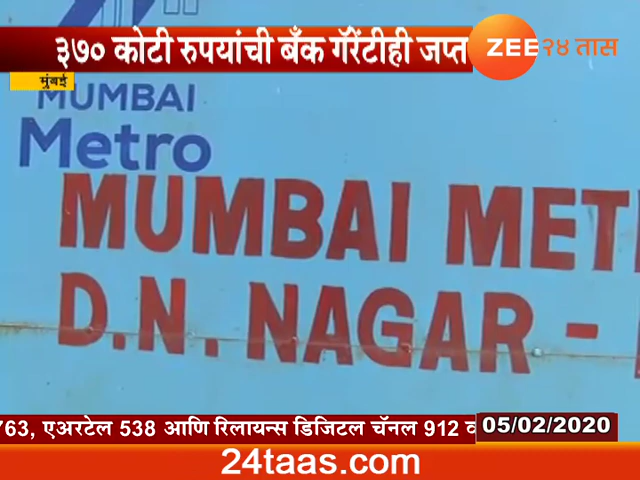 ३७० कोटी रुपयांची बँक गॅरेंटीही जप्त
ZEE २४ तास
मुंबई
MUMBAI
Metro
MUMBAI MET
D.N. NAGAR -
763, एअरटेल 538 आणि रिलायन्स डिजिटल चॅनल 912 व
05/02/2020
24taas.com